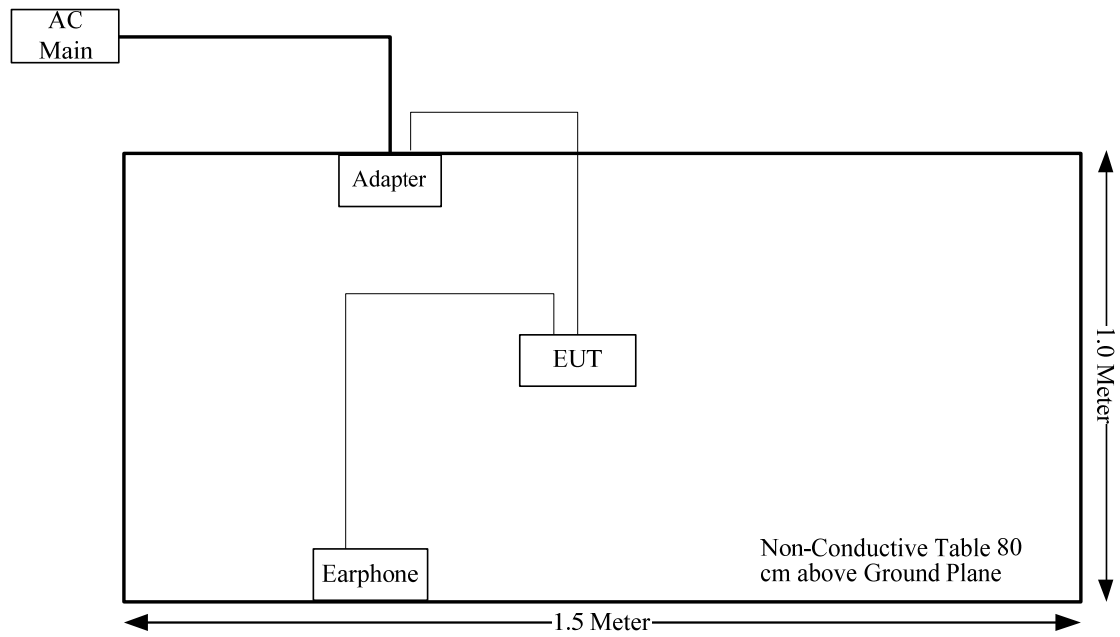 AC
Main
Adapter
EUT
1.0 Meter
Earphone
Non-Conductive Table 80
cm above Ground Plane
1.5 Meter